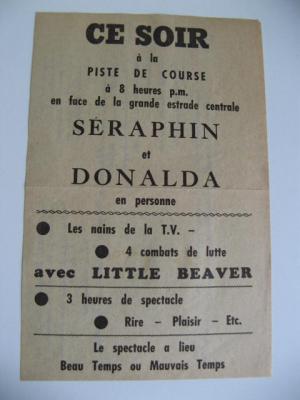 CE SOIR
à la
PISTE DE COURSE
à 8 heures p.m.
en face de la grande estrade centrale
SÉRAPHIN
et
DONALDA
en personne
● Les nains de la T.V. –
● 4 combats de lutte
avec LITTLE BEAVER
● 3 heures de spectacle
● Rire – Plaisir – Etc.
Le spectacle a lieu
Beau Temps ou Mauvais Temps